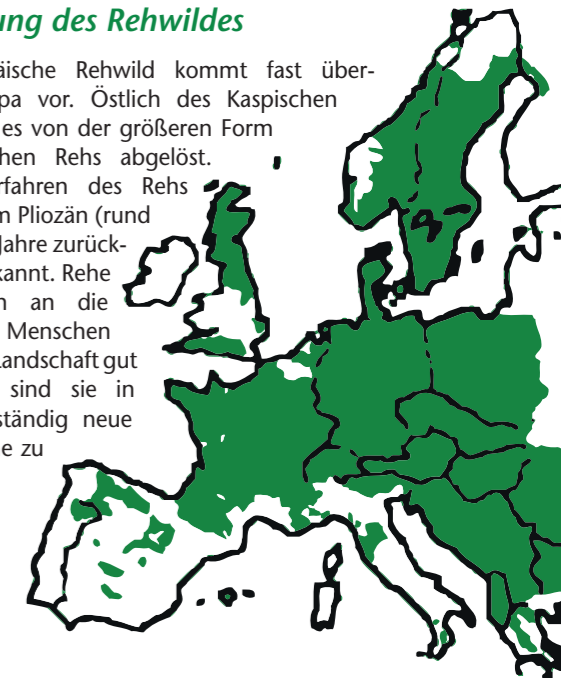 ung des Rehwildes
äische Rehwild kommt fast über-
pa vor. Östlich des Kaspischen
es von der größeren Form
chen Rehs abgelöst.
rfahren des Rehs
m Pliozän (rund
Jahre zurück-
kannt. Rehe
n an die
Menschen
Landschaft gut
sind sie in
ständig neue
e zu